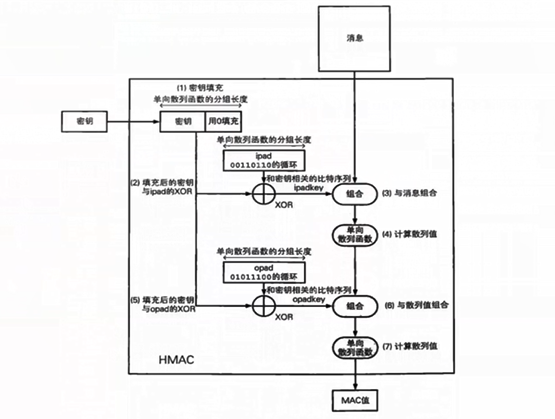 消息
(1) 密钥填充
单向散列函数的分组长度
密钥
密钥
用0填充
单向散列函数的分组长度
ipad
00110110的循环
(2) 填充后的密钥
与ipad的XOR
和密钥相关的比特序列
ipadkey
XOR
组合
(3) 与消息组合
单向
散列函数
(4) 计算散列值
单向散列函数的分组长度
opad
01011100的循环
(5) 填充后的密钥
与opad的XOR
和密钥相关的比特序列
opadkey
XOR
组合
(6) 与散列值组合
单向
散列函数
(7) 计算散列值
HMAC
MAC值